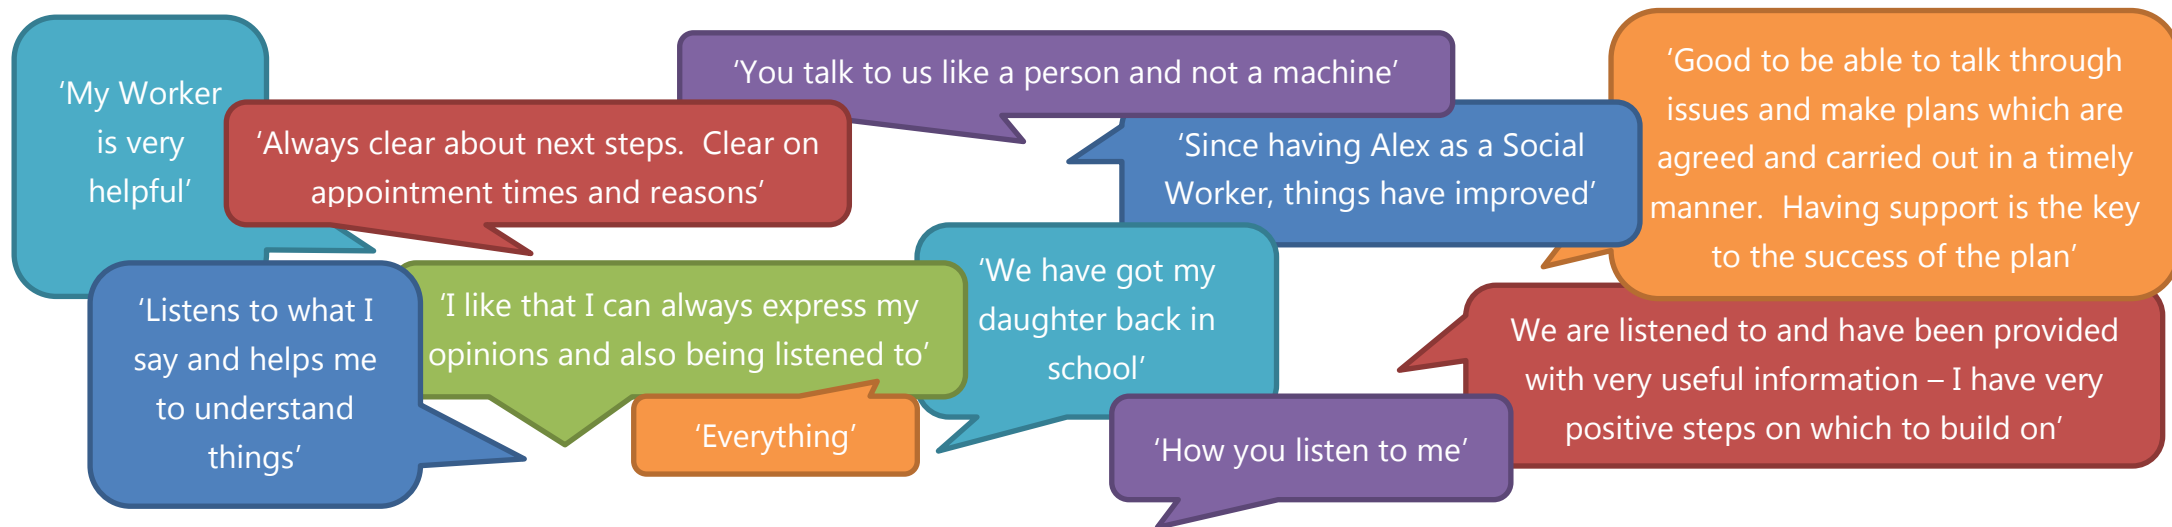 ‘My Worker
is very
helpful’
‘Always clear about next steps.  Clear on
appointment times and reasons’
‘You talk to us like a person and not a machine’
‘Since having Alex as a Social
Worker, things have improved’
‘Good to be able to talk through
issues and make plans which are
agreed and carried out in a timely
manner.  Having support is the key
to the success of the plan’
‘Listens to what I
say and helps me
to understand
things’
‘I like that I can always express my
opinions and also being listened to’
‘Everything’
‘We have got my
daughter back in
school’
‘How you listen to me’
We are listened to and have been provided
with very useful information – I have very
positive steps on which to build on’